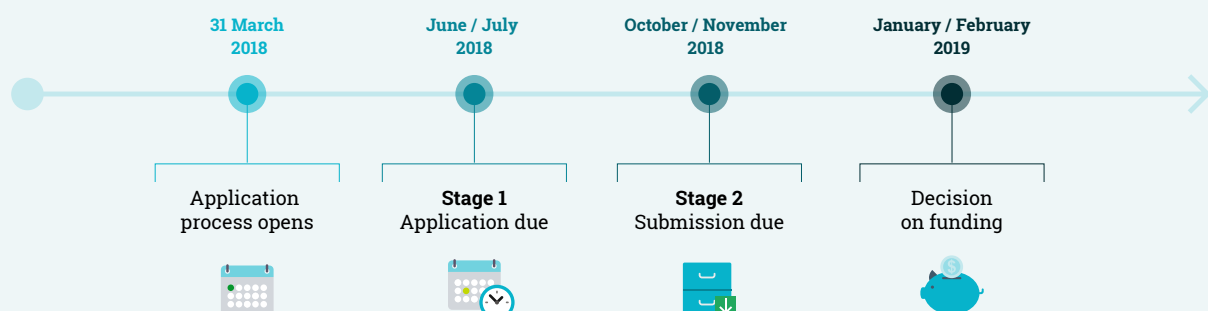 31 March
2018
June / July
2018
October / November
2018
January / February
2019
Application
process opens
Stage 1
Application due
Stage 2
Submission due
Decision
on funding
$